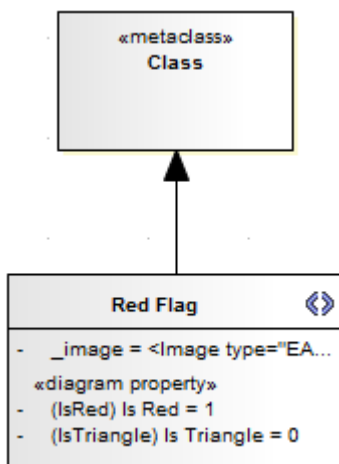 «metaclass»
Class
Red Flag
- _image = <Image type="EA...
«diagram property»
- (IsRed) Is Red = 1
- (IsTriangle) Is Triangle = 0